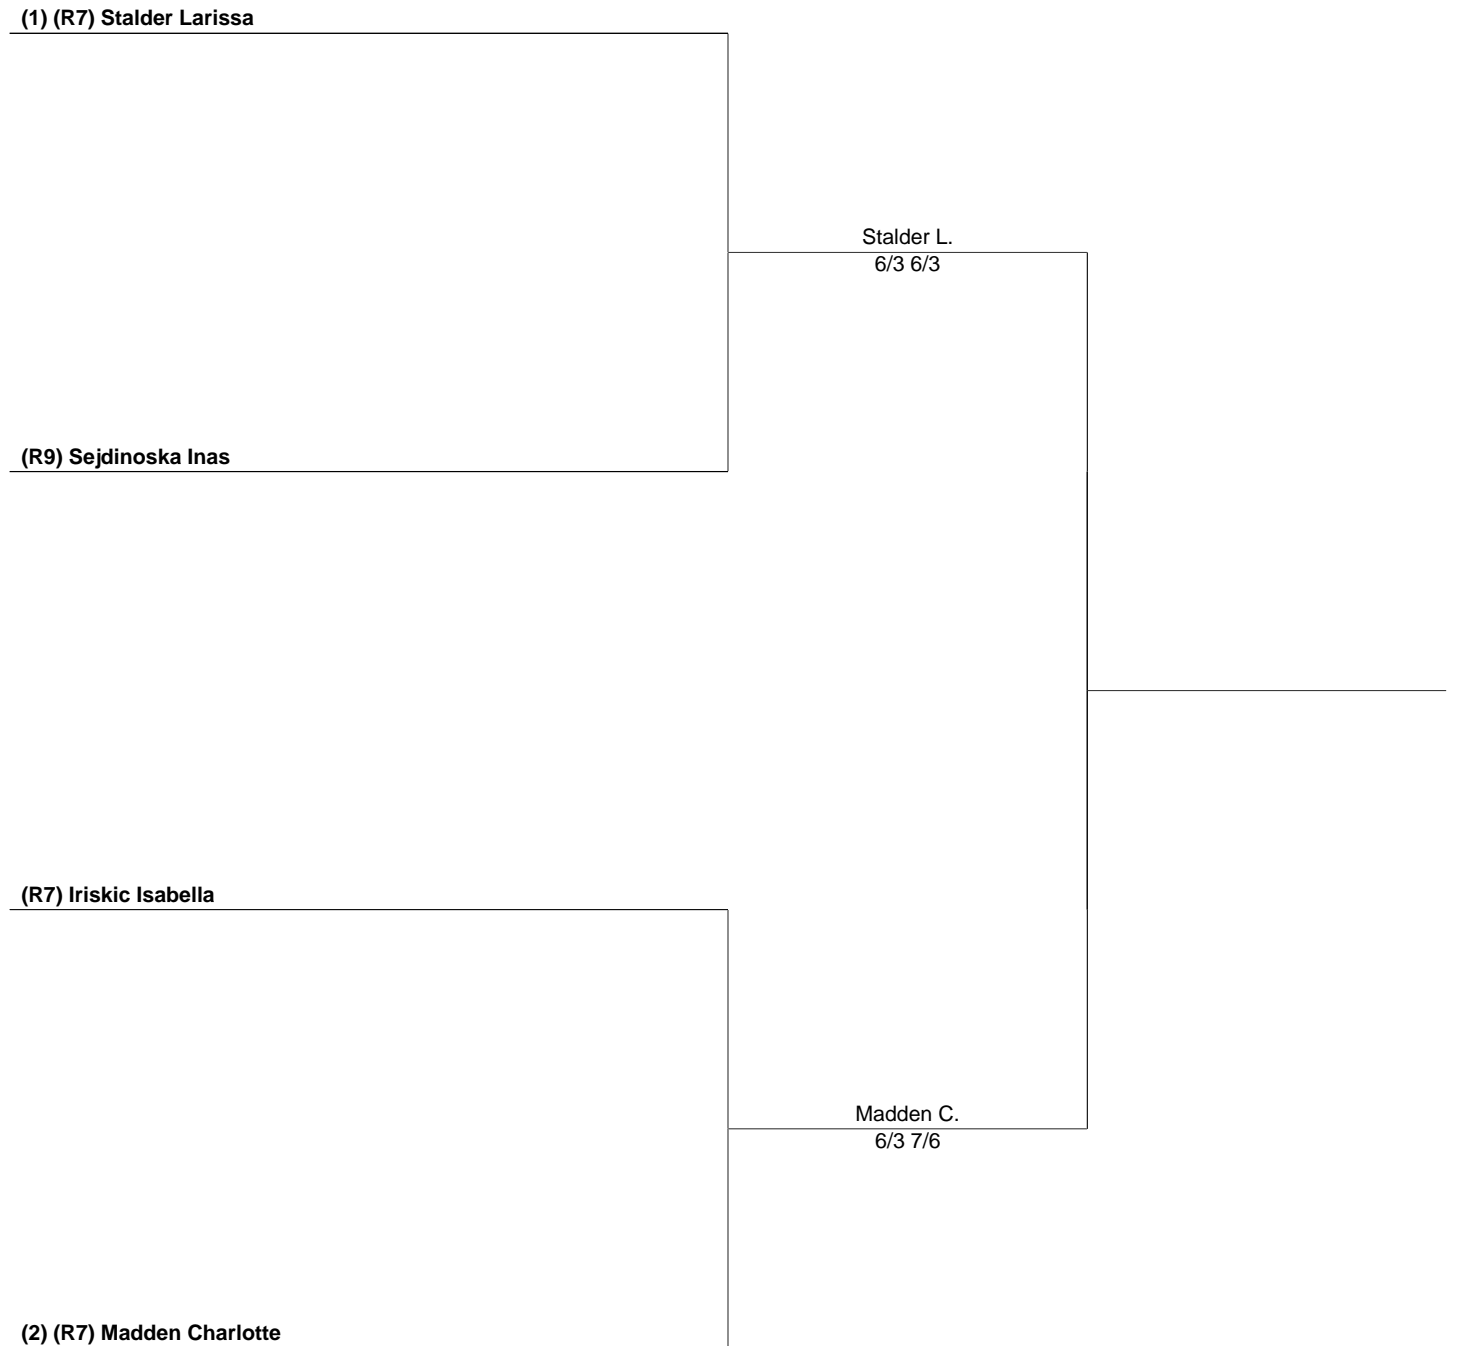 (1) (R7) Stalder Larissa
Stalder L.
6/3 6/3
(R9) Sejdinoska Inas
(R7) Iriskic Isabella
Madden C.
6/3 7/6
(2) (R7) Madden Charlotte